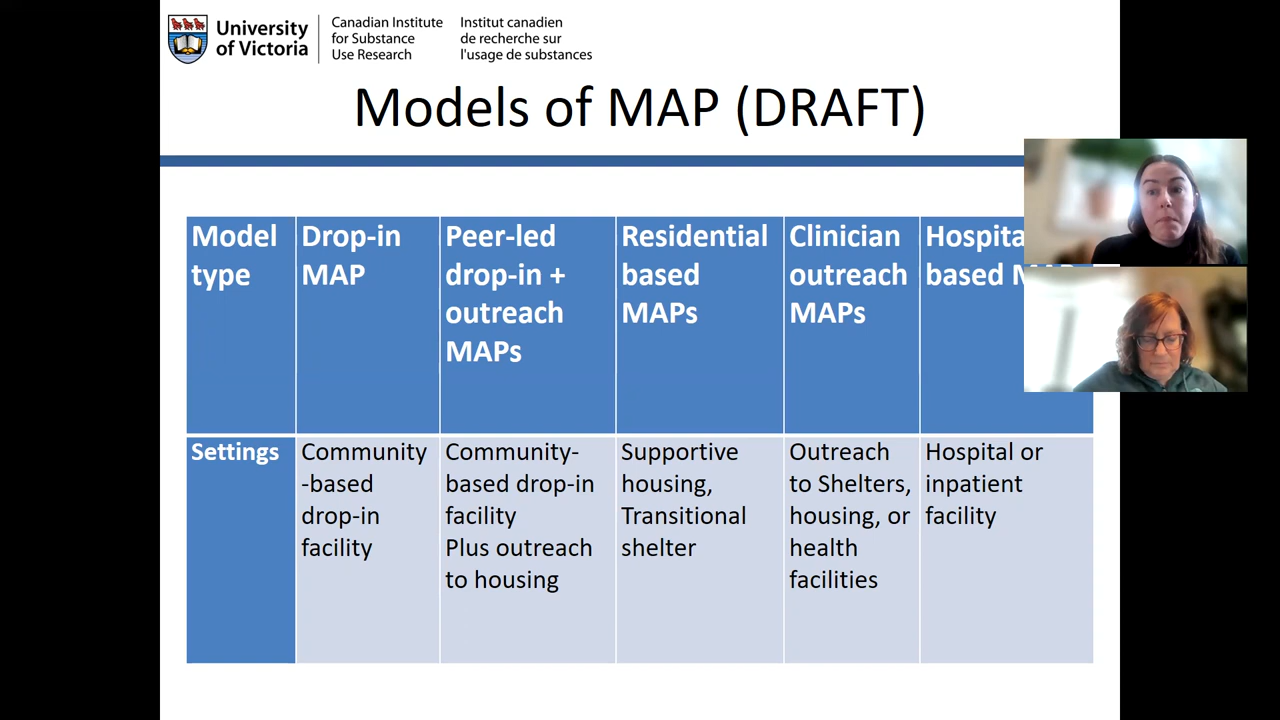 University
of Victoria
Canadian Institute
for Substance
Use Research
Institut canadien
de recherche sur
l'usage de substances
Models of MAP (DRAFT)
Model
type
Drop-in
MAP
Peer-led
drop-in +
outreach
MAPs
Residential
based
MAPs
Clinician
outreach
MAPs
based
Settings
Community
-based
drop-in
facility
Community-
based drop-in
facility
Plus outreach
to housing
Supportive
housing,
Transitional
shelter
Outreach
to Shelters,
housing, or
health
facilities
Hospital or
inpatient
facility